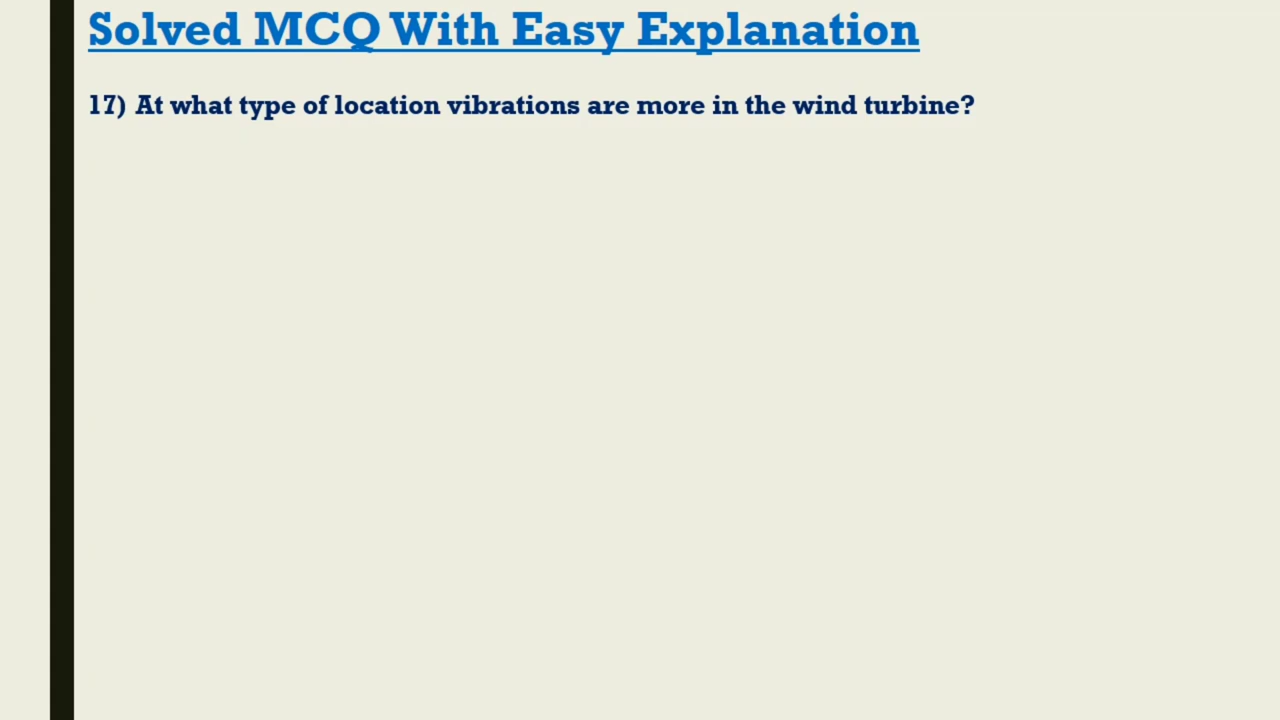 Solved MCQ With Easy Explanation
17) At what type of location vibrations are more in the wind turbine?